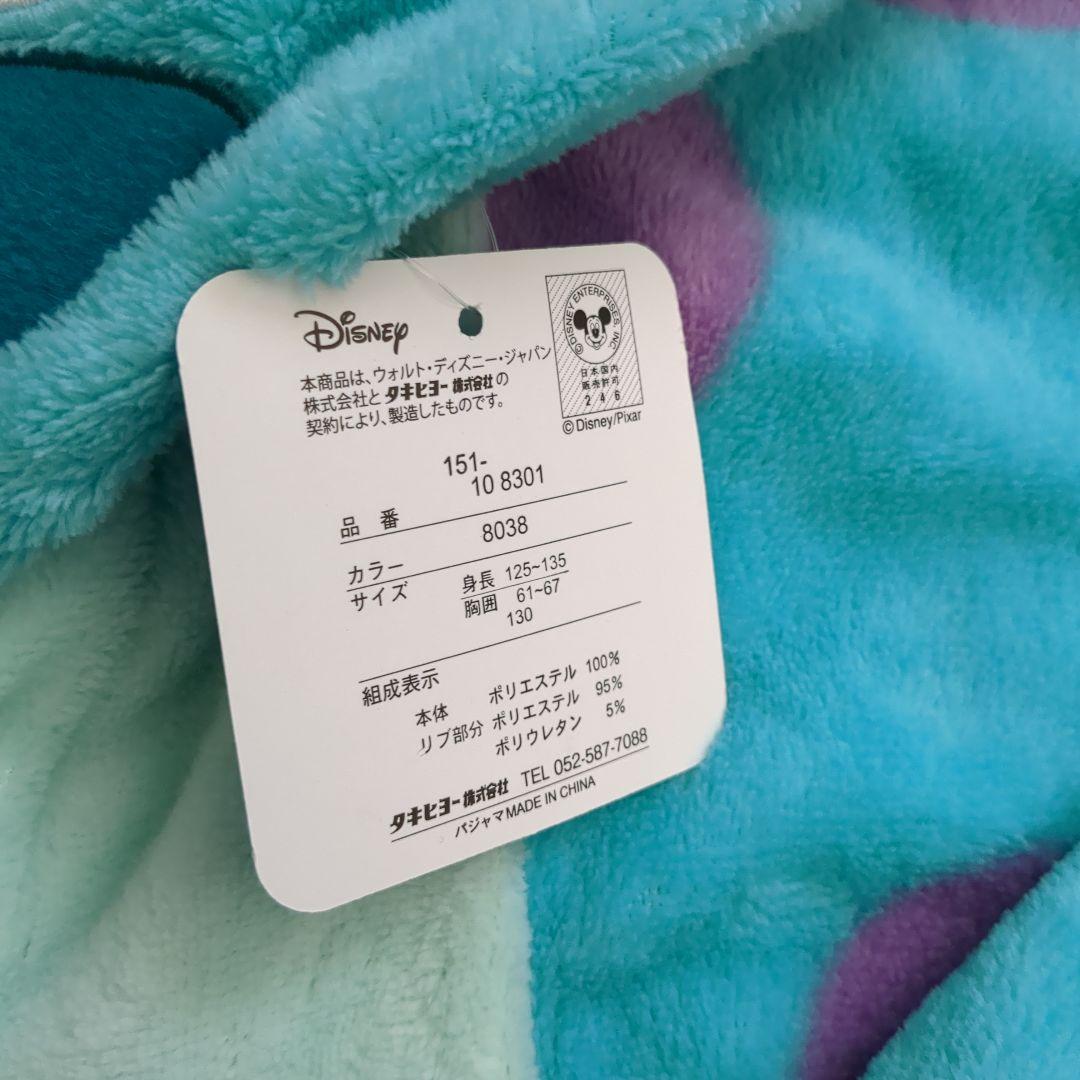 Disney
本商品は、ウォルト・ディズニー・ジャパン
株式会社とタキヒヨー株式会社の
契約により、製造したものです。
© DISNEY ENTERPRISES INC.
日本国内
販売許可
246
©Disney/Pixar
151-
10 8301
品 番
8038
カラー
サイズ
身長 125~135
胸囲 61~67
130
組成表示
本体 ポリエステル 100%
リブ部分 ポリエステル 95%
ポリウレタン 5%
タキヒヨー株式会社 TEL 052-587-7088
パジャマ MADE IN CHINA